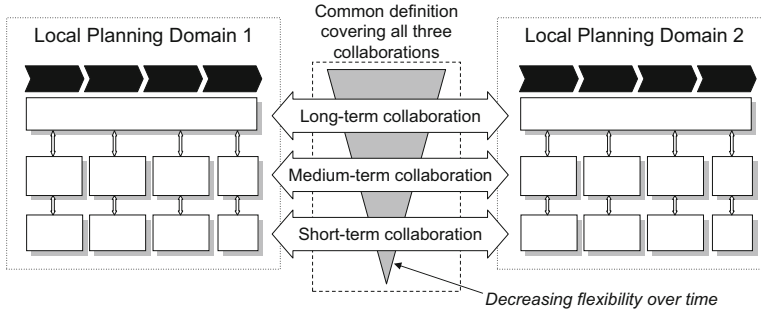 Common definition
covering all three
collaborations
Local Planning Domain 1
Local Planning Domain 2
Long-term collaboration
Medium-term collaboration
Short-term collaboration
Decreasing flexibility over time